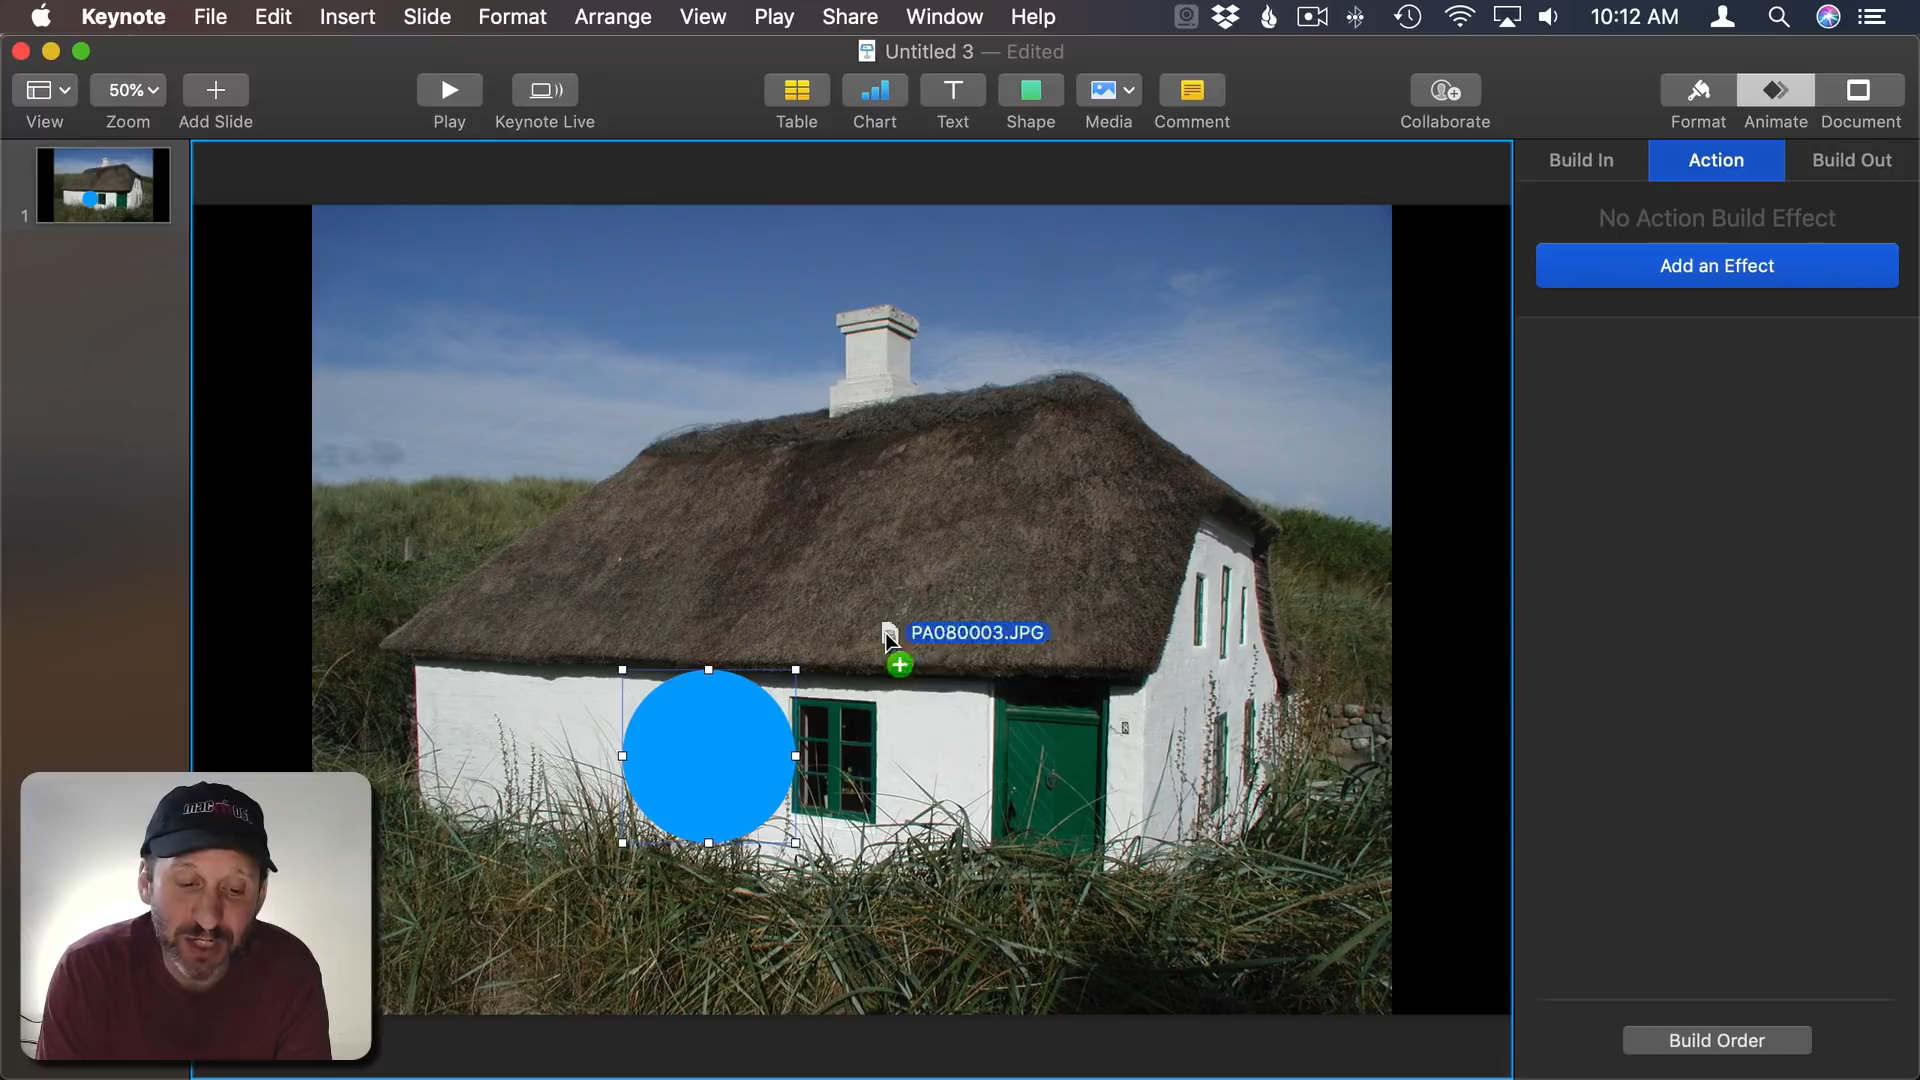 Keynote File Edit Insert Slide Format Arrange View Play Share Window Help 10:12 AM
Untitled 3 — Edited
50%
View Zoom Add Slide Play Keynote Live Table Chart Text Shape Media Comment Collaborate Format Animate Document
Build In Action Build Out
No Action Build Effect
Add an Effect
1
PA080003.JPG
mac OS
Build Order